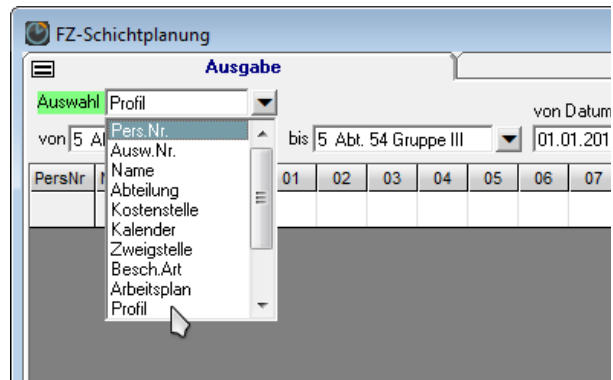 FZ-Schichtplanung
Ausgabe
Auswahl Profil
von Datum
von 5 bis 5 Abt. 54 Gruppe III 01.01.201
PersNr 01 02 03 04 05 06 07
Pers.Nr.
Ausw.Nr.
Name
Abteilung
Kostenstelle
Kalender
Zweigstelle
Besch.Art
Arbeitsplan
Profil